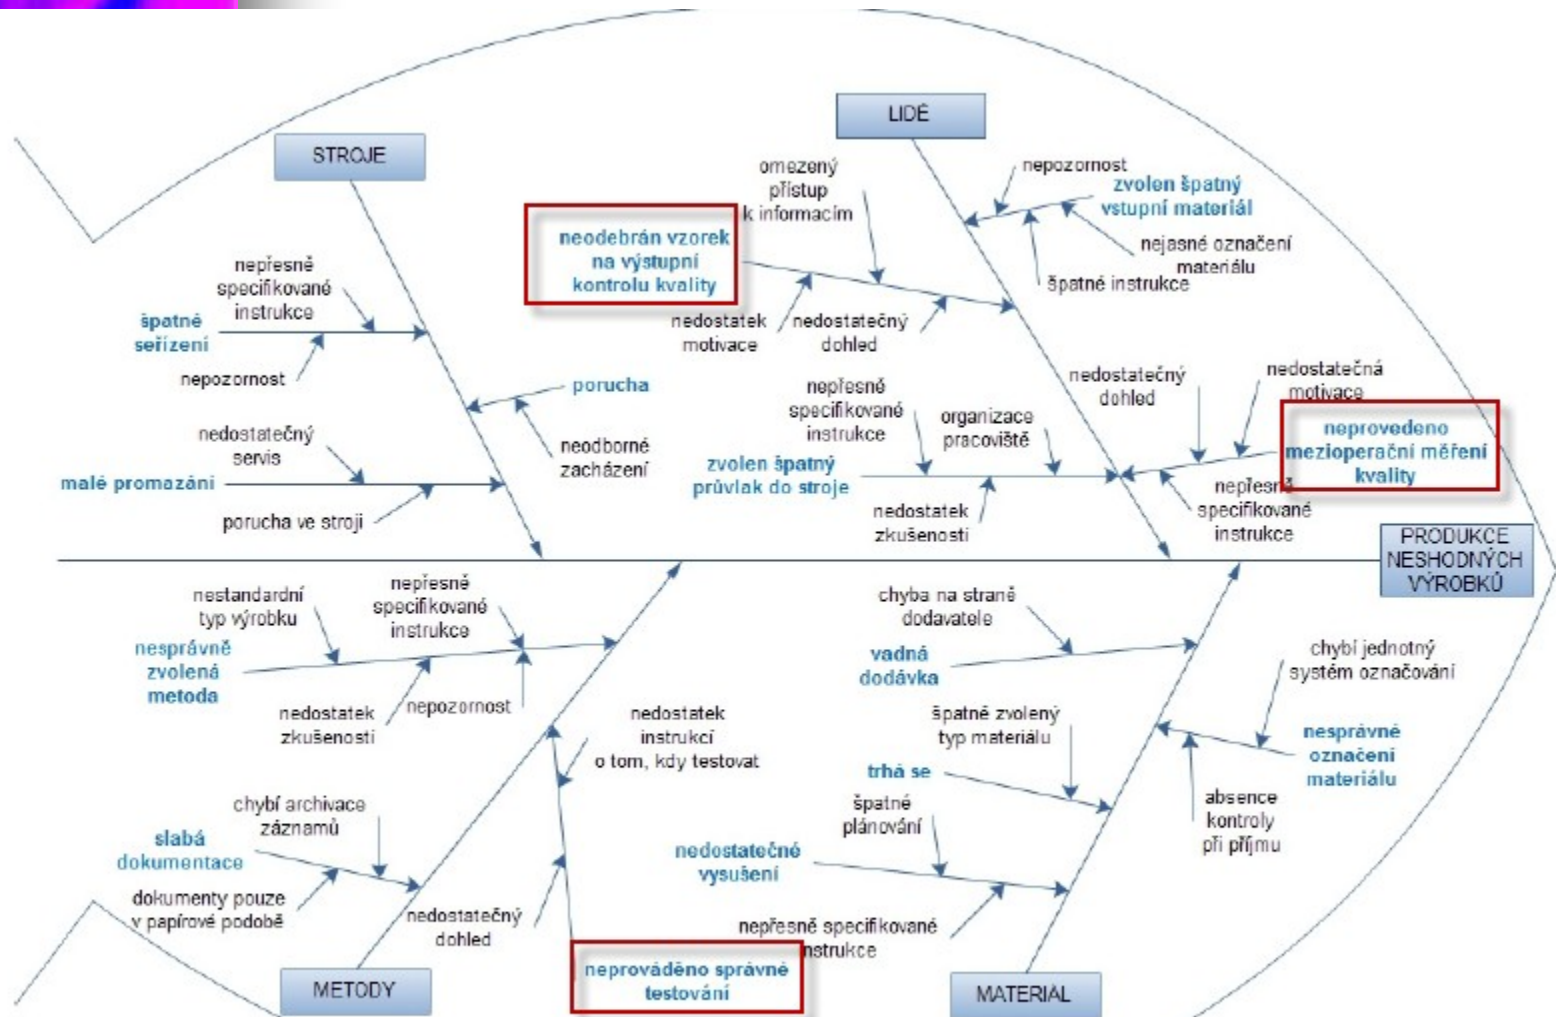 STROJE
LIDÉ
nepřesně
specifikované
instrukce
špatné
seřízení
nepozornost
porucha
neodborné
zacházení
nedostatečný
servis
malé promazání
porucha ve stroji
omezený
přístup
k informacím
neodebrán vzorek
na výstupní
kontrolu kvality
nedostatek
motivace
nedostatečný
dohled
nepozornost
zvolen špatný
vstupní materiál
nejasné označení
materiálu
špatné instrukce
nepřesně
specifikované
instrukce
organizace
pracoviště
zvolen špatný
průvlak do stroje
nedostatek
zkušeností
nedostatečný
dohled
nedostatečná
motivace
neprovedeno
mezioperační měření
kvality
nepřesně
specifikované
instrukce
PRODUKCE
NESHODNÝCH
VÝROBKŮ
nestandardní
typ výrobku
nepřesně
specifikované
instrukce
nesprávně
zvolená
metoda
nedostatek
zkušeností
nepozornost
nedostatek
instrukcí
o tom, kdy testovat
chybí archivace
záznamů
slabá
dokumentace
dokumenty pouze
v papírové podobě
nedostatečný
dohled
neprováděno správné
testování
METODY
chyba na straně
dodavatele
vadná
dodávka
chybí jednotný
systém označování
špatně zvolený
typ materiálu
nesprávné
označení
materiálu
trhá se
absence
kontroly
při příjmu
špatné
plánování
nedostatečné
vysušení
nepřesně specifikované
instrukce
MATERIÁL